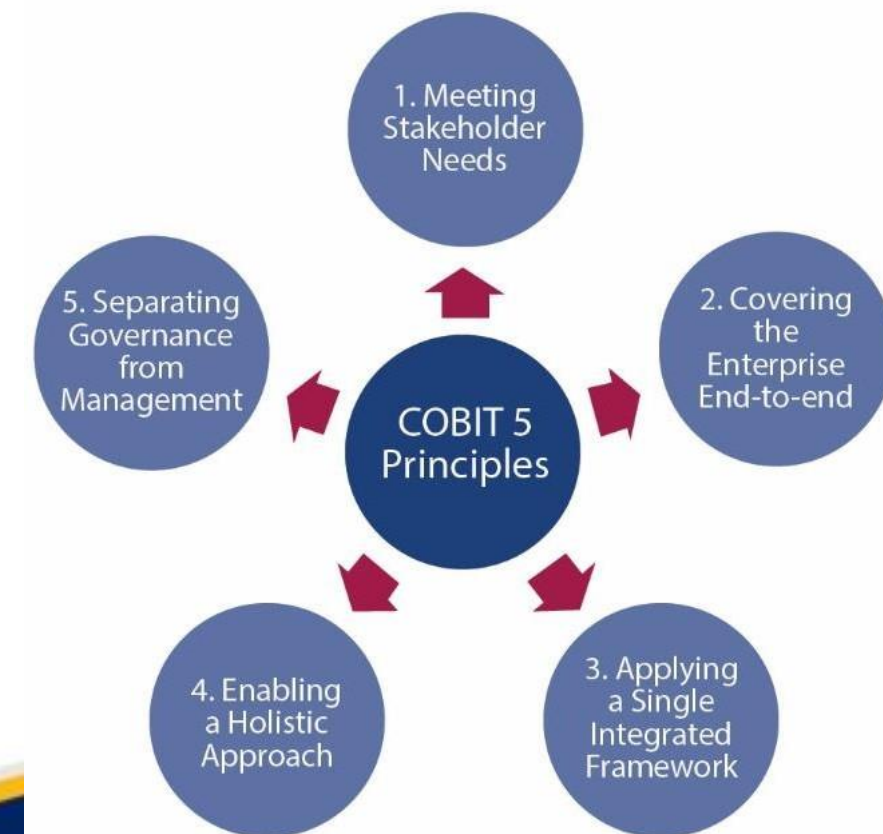 1. Meeting
Stakeholder
Needs
5. Separating
Governance
from
Management
2. Covering
the
Enterprise
End-to-end
COBIT 5
Principles
4. Enabling
a Holistic
Approach
3. Applying
a Single
Integrated
Framework